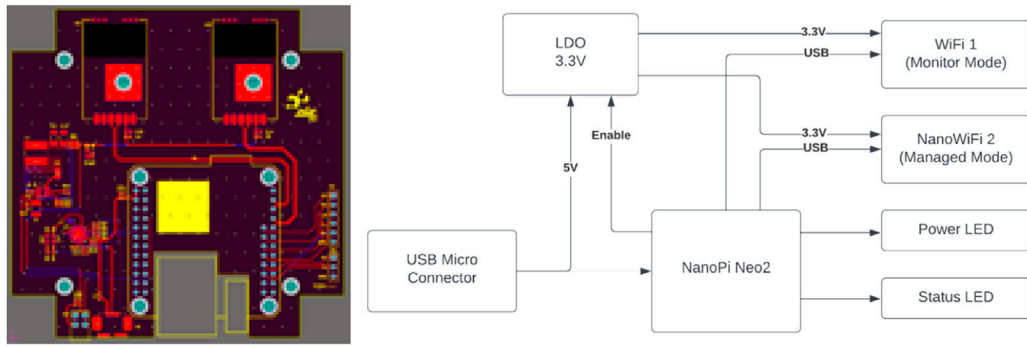 LDO
3.3V
3.3V
USB
WiFi 1
(Monitor Mode)
Enable
5V
3.3V
USB
NanoWiFi 2
(Managed Mode)
USB Micro
Connector
NanoPi Neo2
Power LED
Status LED